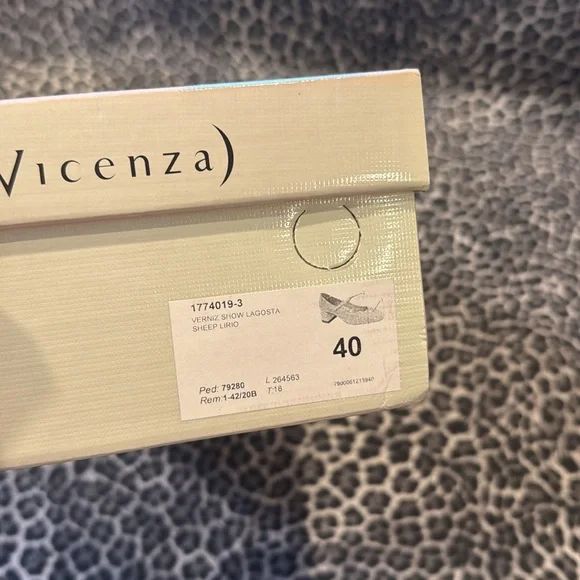 Vicenza)
1774019-3
VERNIZ SHOW LAGOSTA
SHEEP LIRIO
40
Ped: 79280 L.264563
Rem:1-42/20B T:18